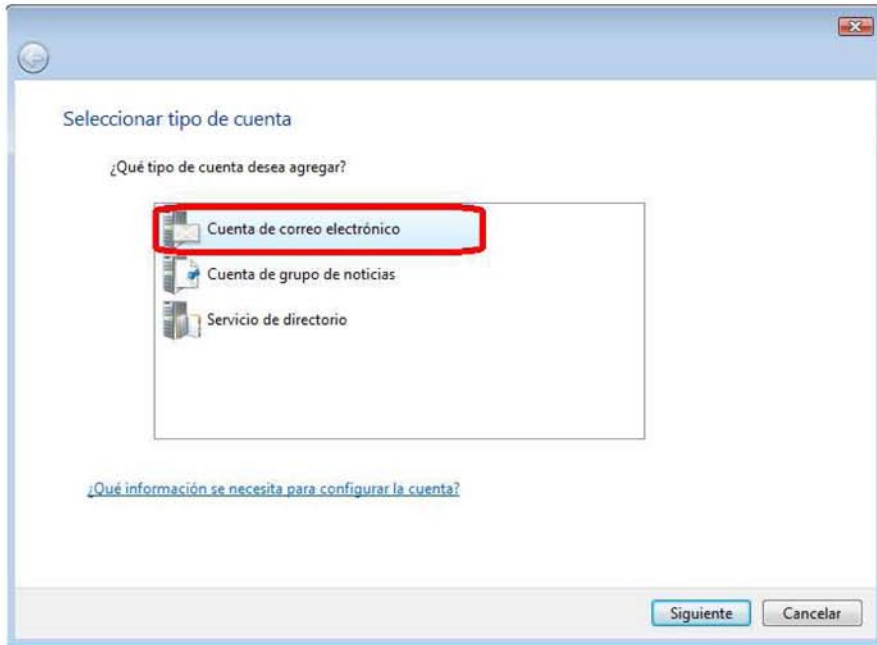 Seleccionar tipo de cuenta
¿Qué tipo de cuenta desea agregar?
Cuenta de correo electrónico
Cuenta de grupo de noticias
Servicio de directorio
¿Qué información se necesita para configurar la cuenta?
Siguiente
Cancelar